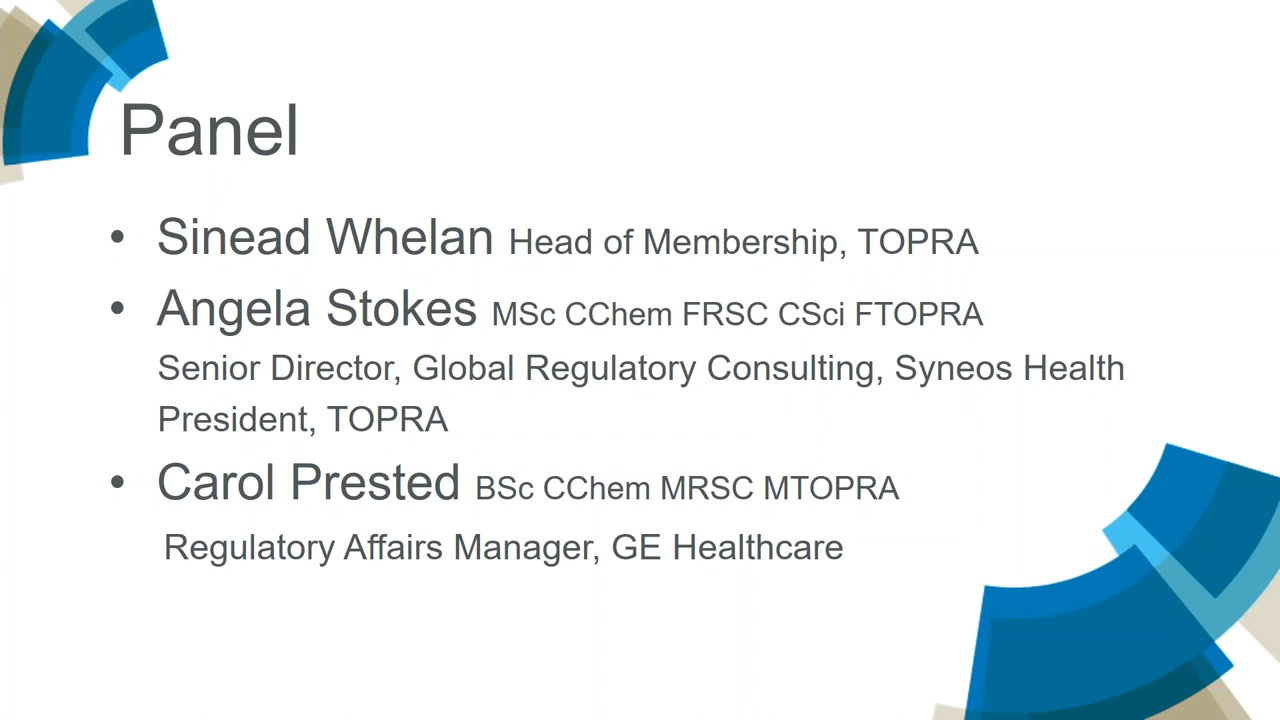 Panel
• Sinead Whelan Head of Membership, TOPRA
• Angela Stokes MSc CChem FRSC CSci FTOPRA
Senior Director, Global Regulatory Consulting, Syneos Health
President, TOPRA
• Carol Prested BSc CChem MRSC MTOPRA
Regulatory Affairs Manager, GE Healthcare